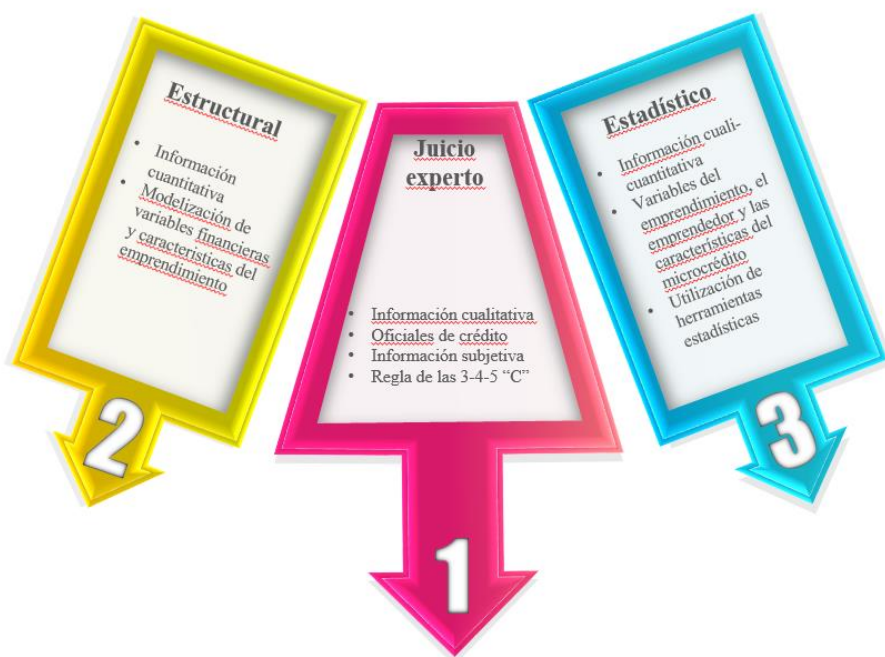 Estructural
• Información
cuantitativa
• Modelización de
variables financieras
y características del
emprendimiento
2
Juicio
experto
• Información cualitativa
• Oficiales de crédito
• Información subjetiva
• Regla de las 3-4-5 “C”
1
Estadístico
• Información cuali-
cuantitativa
• Variables del
emprendimiento, el
emprendedor y las
características del
microcrédito
• Utilización de
herramientas
estadísticas
3